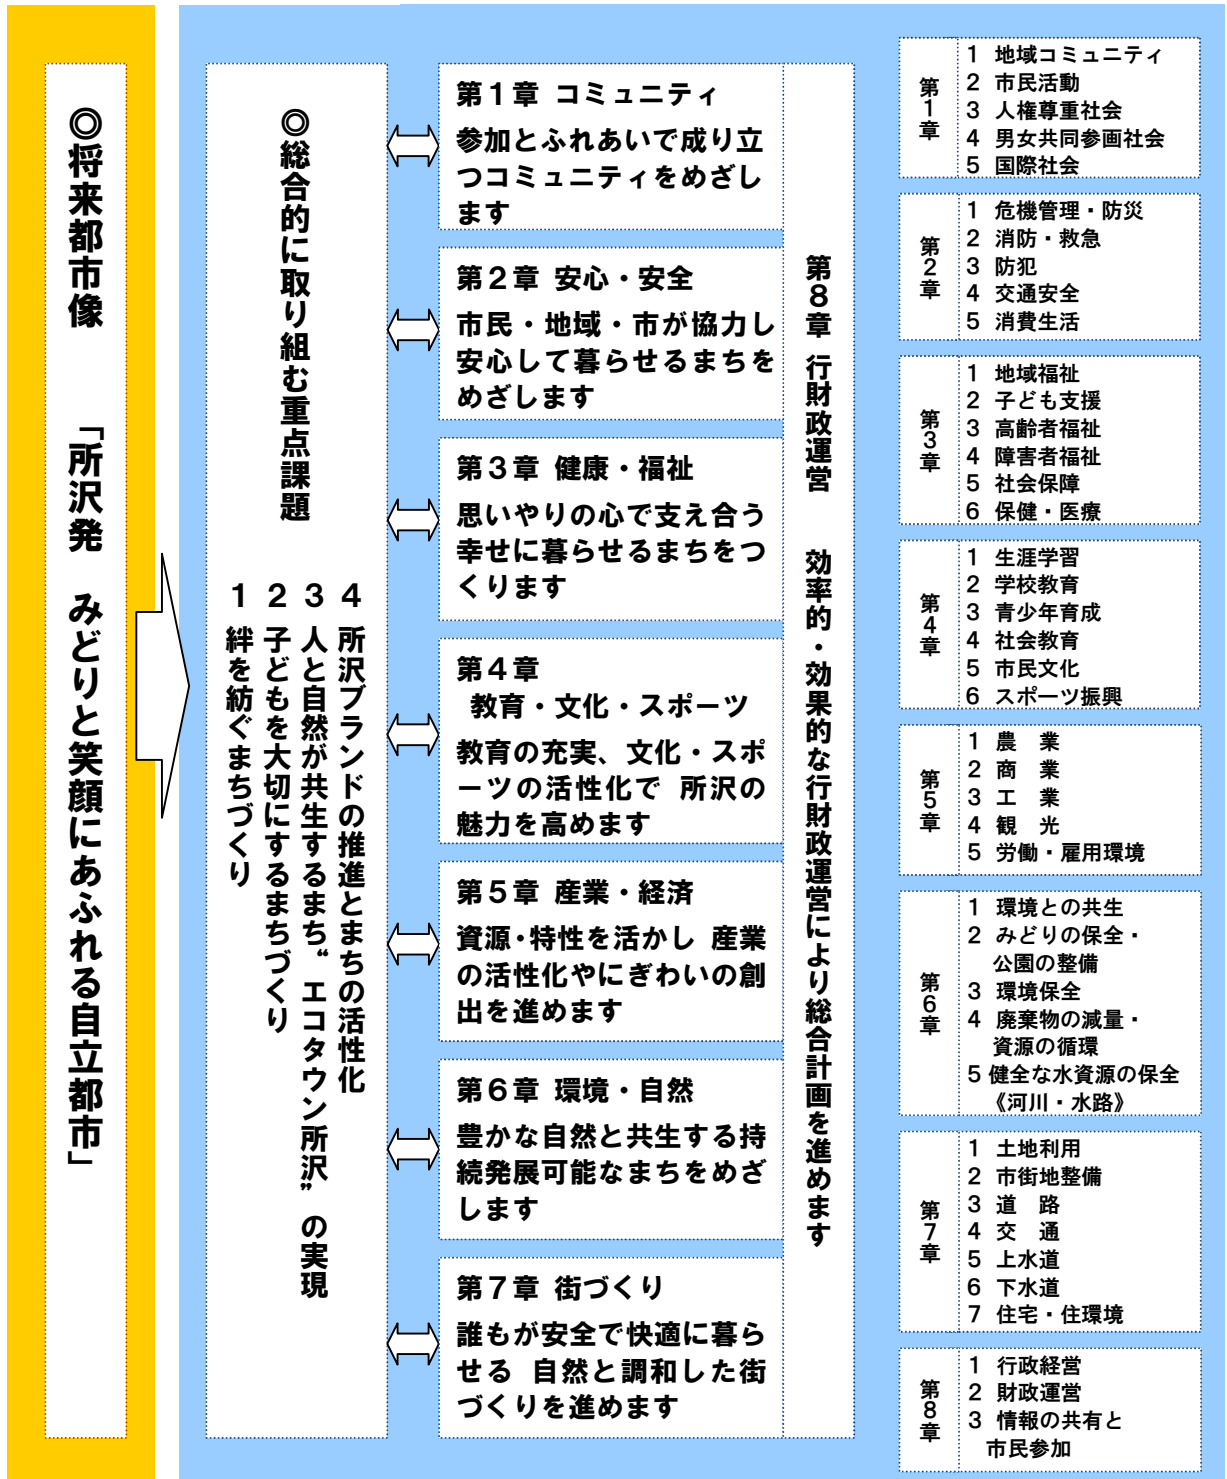 ◎将来都市像　「所沢発　みどりと笑顔にあふれる自立都市」
◎総合的に取り組む重点課題
1 絆を紡ぐまちづくり
2 子どもを大切にするまちづくり
3 人と自然が共生するまち“エコタウン所沢”の実現
4 所沢ブランドの推進とまちの活性化
第1章 コミュニティ
参加とふれあいで成り立
つコミュニティをめざし
ます
第2章 安心・安全
市民・地域・市が協力し
安心して暮らせるまちを
めざします
第3章 健康・福祉
思いやりの心で支え合う
幸せに暮らせるまちをつ
くります
第4章
教育・文化・スポーツ
教育の充実、文化・スポ
ーツの活性化で 所沢の
魅力を高めます
第5章 産業・経済
資源・特性を活かし 産業
の活性化やにぎわいの創
出を進めます
第6章 環境・自然
豊かな自然と共生する持
続発展可能なまちをめざ
します
第7章 街づくり
誰もが安全で快適に暮ら
せる 自然と調和した街
づくりを進めます
第8章 行財政運営　効率的・効果的な行財政運営により総合計画を進めます
第1章
1 地域コミュニティ
2 市民活動
3 人権尊重社会
4 男女共同参画社会
5 国際社会
第2章
1 危機管理・防災
2 消防・救急
3 防犯
4 交通安全
5 消費生活
第3章
1 地域福祉
2 子ども支援
3 高齢者福祉
4 障害者福祉
5 社会保障
6 保健・医療
第4章
1 生涯学習
2 学校教育
3 青少年育成
4 社会教育
5 市民文化
6 スポーツ振興
第5章
1 農　業
2 商　業
3 工　業
4 観　光
5 労働・雇用環境
第6章
1 環境との共生
2 みどりの保全・
公園の整備
3 環境保全
4 廃棄物の減量・
資源の循環
5 健全な水資源の保全
《河川・水路》
第7章
1 土地利用
2 市街地整備
3 道　路
4 交　通
5 上水道
6 下水道
7 住宅・住環境
第8章
1 行政経営
2 財政運営
3 情報の共有と
市民参加